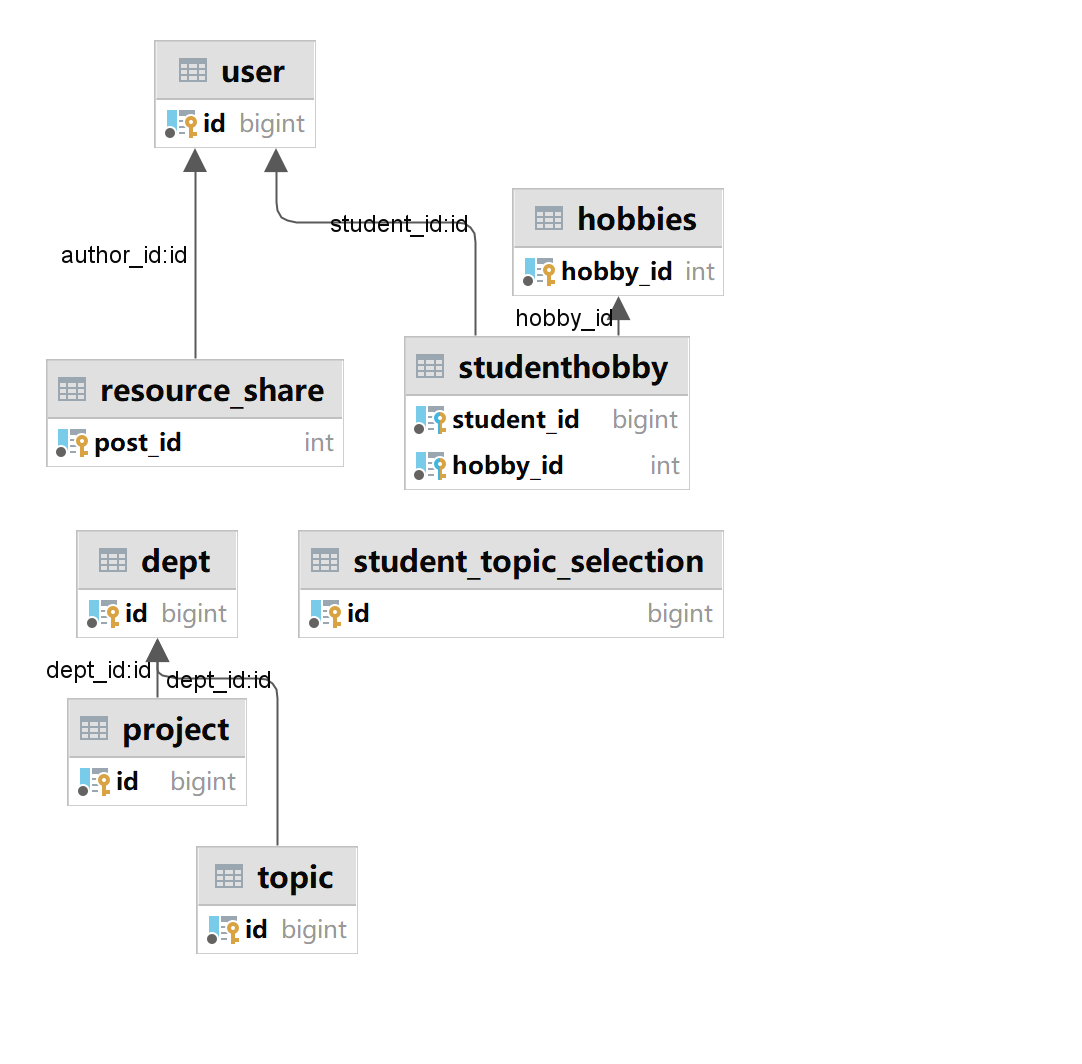 user
id bigint
student_id:id
hobbies
hobby_id int
author_id:id
hobby_id
resource_share
post_id int
studenthobby
student_id bigint
hobby_id int
dept
id bigint
student_topic_selection
id bigint
dept_id:id
dept_id:id
project
id bigint
topic
id bigint